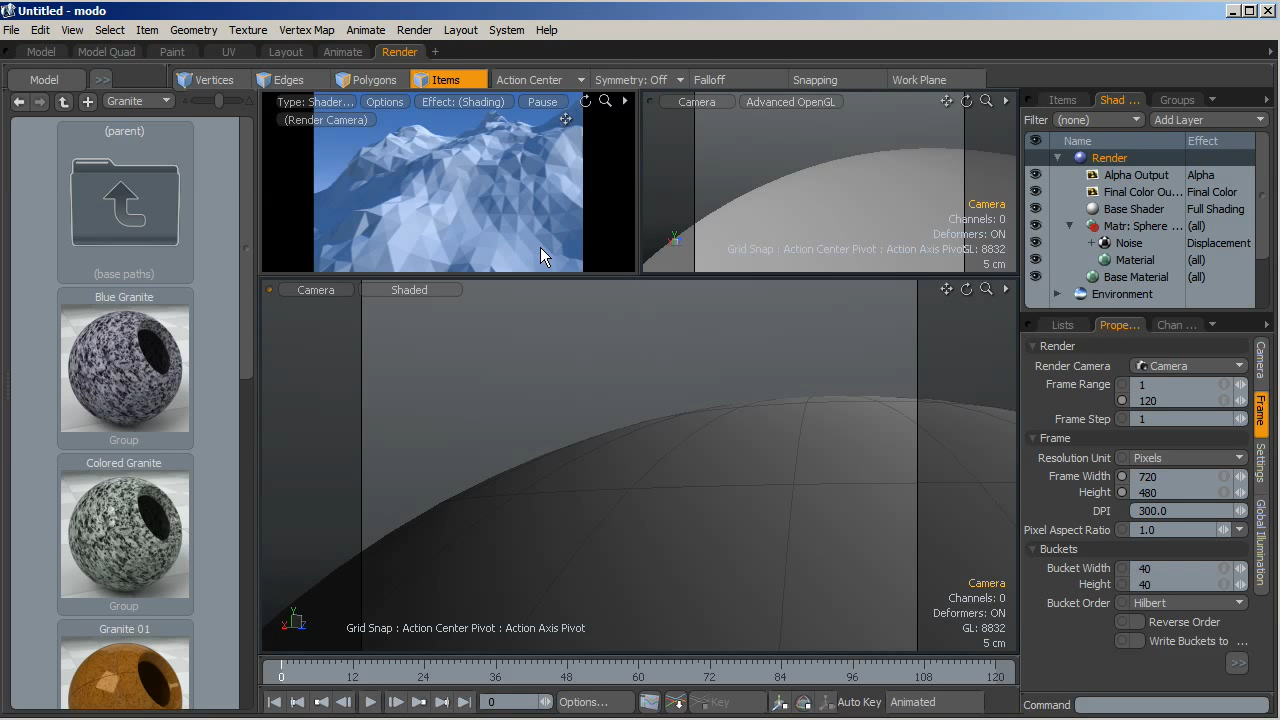 Untitled - modo
File Edit View Select Item Geometry Texture Vertex Map Animate Render Layout System Help
Model Model Quad Paint UV Layout Animate Render +
Model >> Vertices Edges Polygons Items Action Center Symmetry: Off Falloff Snapping Work Plane
Granite
(parent)
(base paths)
Blue Granite
Group
Colored Granite
Group
Granite 01
Type: Shader... Options Effect: (Shading) Pause
(Render Camera)
Camera Advanced OpenGL
Camera
Channels: 0
Deformers: ON
Grid Snap : Action Center Pivot : Action Axis Pivot
GL: 8832
5 cm
Camera Shaded
Camera
Channels: 0
Deformers: ON
GL: 8832
Grid Snap : Action Center Pivot : Action Axis Pivot
5 cm
0 12 24 36 48 60 72 84 96 108 120
0 Options... Key Auto Key Animated
Items Shad ... Groups
Filter (none) Add Layer
Name Effect
Render
Alpha Output Alpha
Final Color Ou... Final Color
Base Shader Full Shading
Matr: Sphere ... (all)
+ Noise Displacement
Material (all)
Base Material (all)
Environment
Lists Prope... Chan ...
Render
Render Camera Camera
Frame Range 1
120
Frame Step 1
Frame
Resolution Unit Pixels
Frame Width 720
Height 480
DPI 300.0
Pixel Aspect Ratio 1.0
Buckets
Bucket Width 40
Height 40
Bucket Order Hilbert
Reverse Order
Write Buckets to ...
>>
Camera
Frame
Settings
Global Illumination
Command